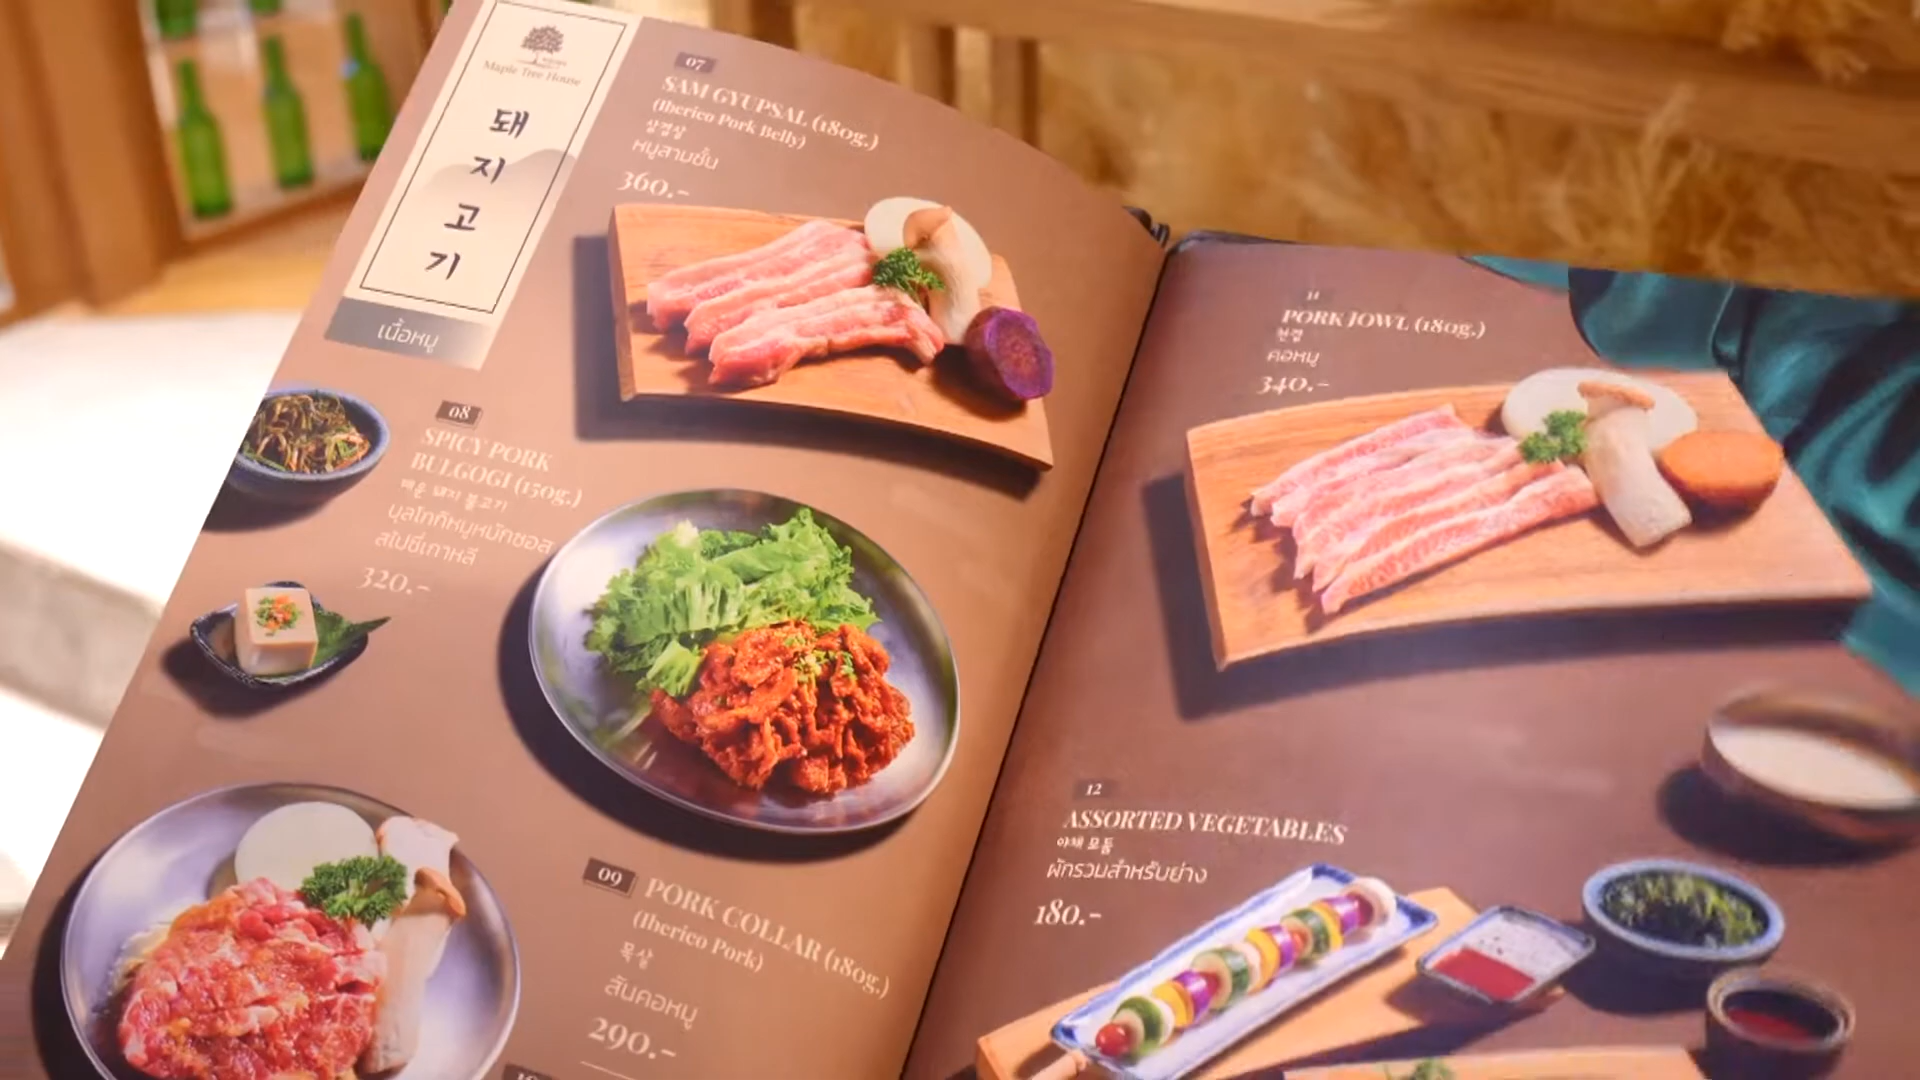 Maple Tree House
돼
지
고
기
เนื้อหมู
07
SAM GYUPSAL (180g.)
(Iberico Pork Belly)
삼겹살
หมูสามชั้น
360.-
08
SPICY PORK
BULGOGI (150g.)
매운 돼지 불고기
บุลโกกิหมูหมักซอส
สไปซี่เกาหลี
320.-
09
PORK COLLAR (180g.)
(Iberico Pork)
목살
สันคอหมู
290.-
11
PORK JOWL (180g.)
คอหมู
340.-
12
ASSORTED VEGETABLES
야채 모듬
ผักรวมสำหรับย่าง
180.-